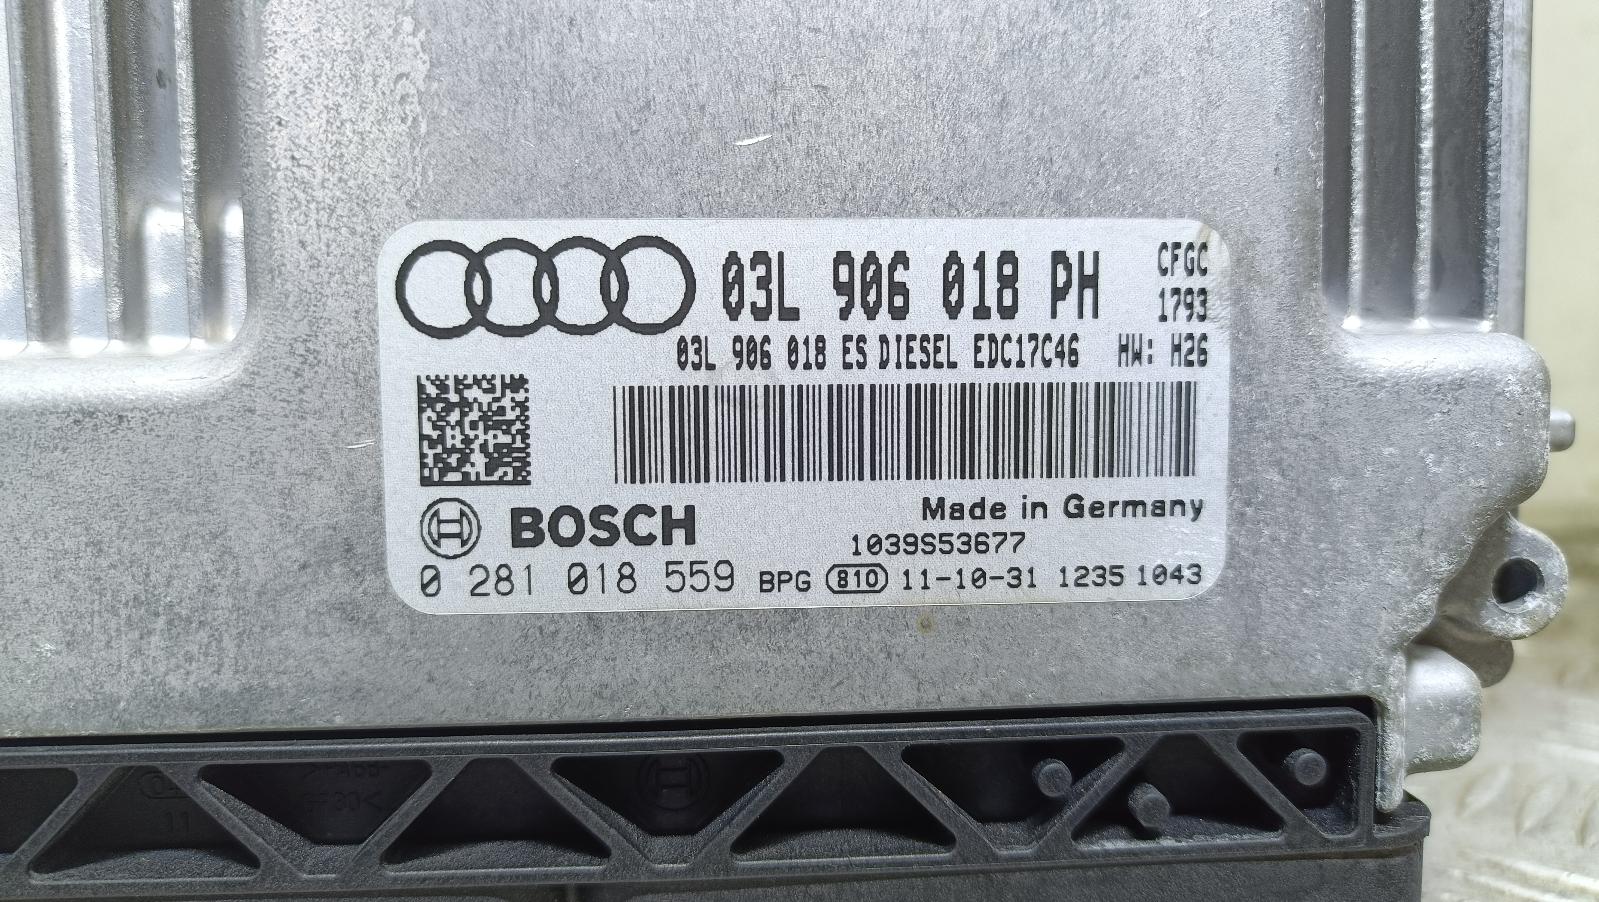 03L 906 018 PH CFGC
1793
03L 906 018 ES DIESEL EDC17C46 HW: H26
BOSCH
Made in Germany
1039S53677
0 281 018 559 BPG 810 11-10-31 1235 1043
11